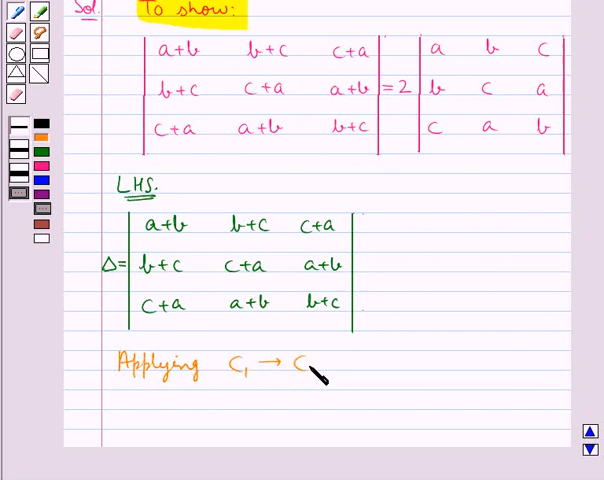 Sol. To show:
a+b b+c c+a a b c
b+c c+a a+b = 2 b c a
c+a a+b b+c c a b
LHS.
a+b b+c c+a
Δ= b+c c+a a+b
c+a a+b b+c
Applying C₁ → C